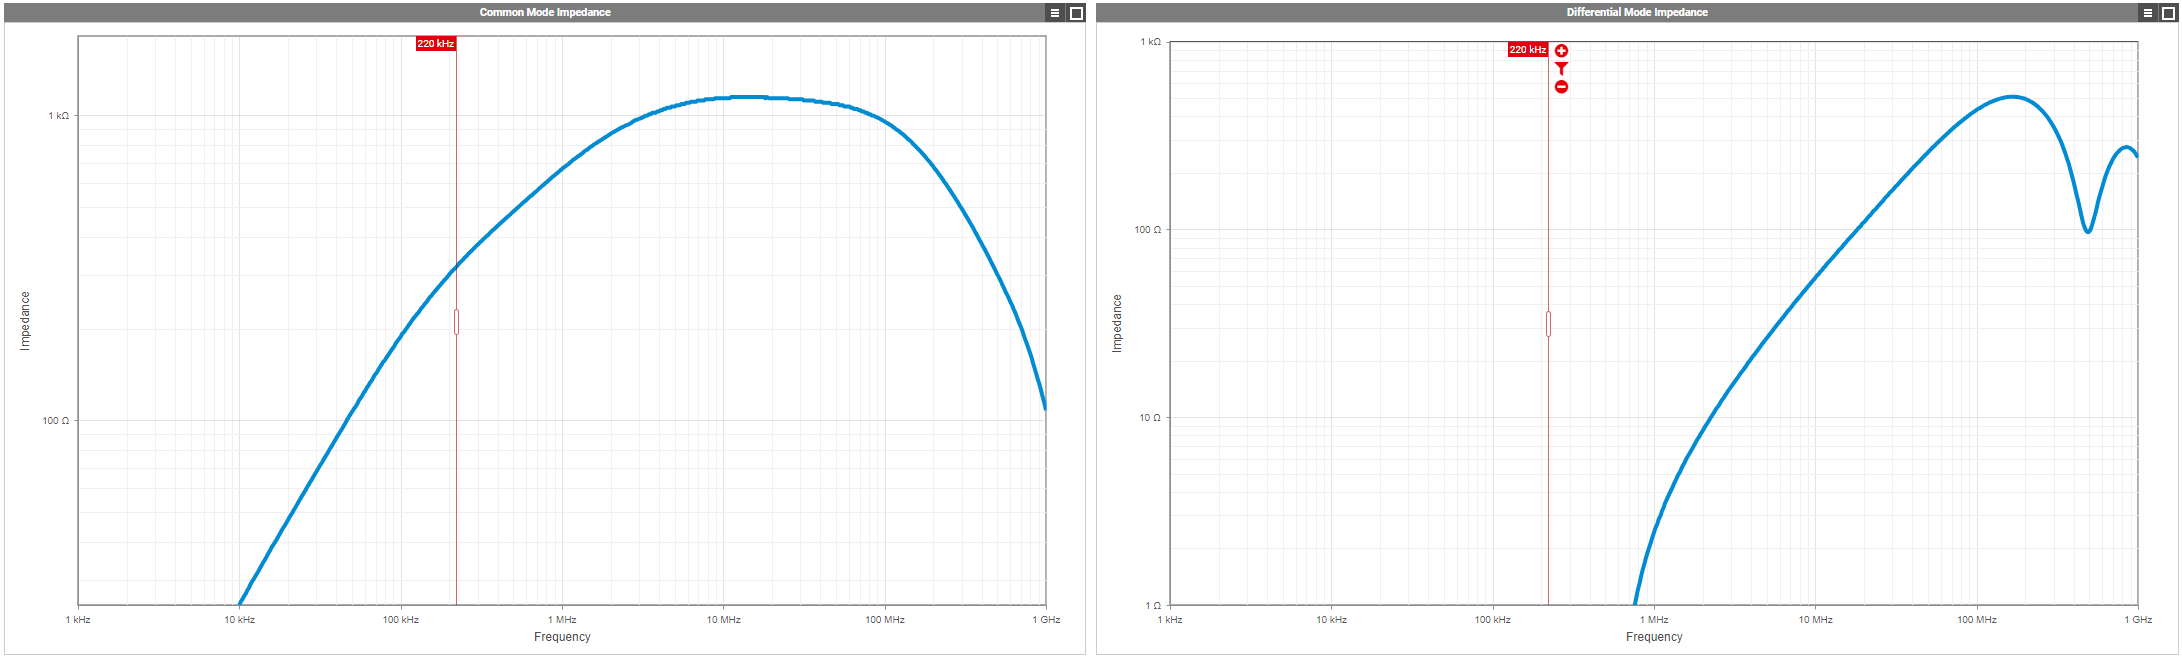 Common Mode Impedance
220 kHz
1 kΩ
100 Ω
Impedance
1 kHz 10 kHz 100 kHz 1 MHz 10 MHz 100 MHz 1 GHz
Frequency
Differential Mode Impedance
220 kHz
1 kΩ
100 Ω
10 Ω
1 Ω
Impedance
1 kHz 10 kHz 100 kHz 1 MHz 10 MHz 100 MHz 1 GHz
Frequency